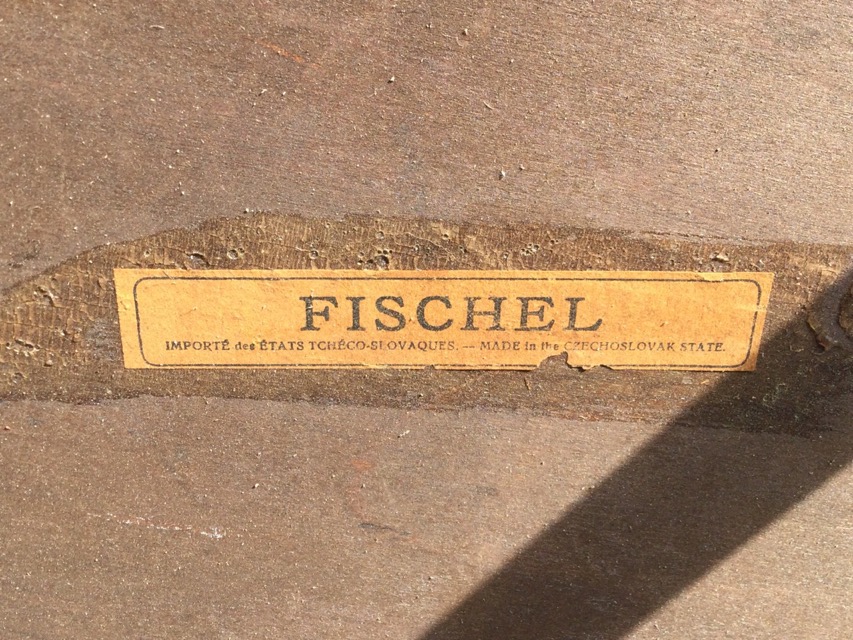 FISCHEL
IMPORTÉ des ÉTATS TCHÉCO-SLOVAQUES. — MADE in the CZECHOSLOVAK STATE.